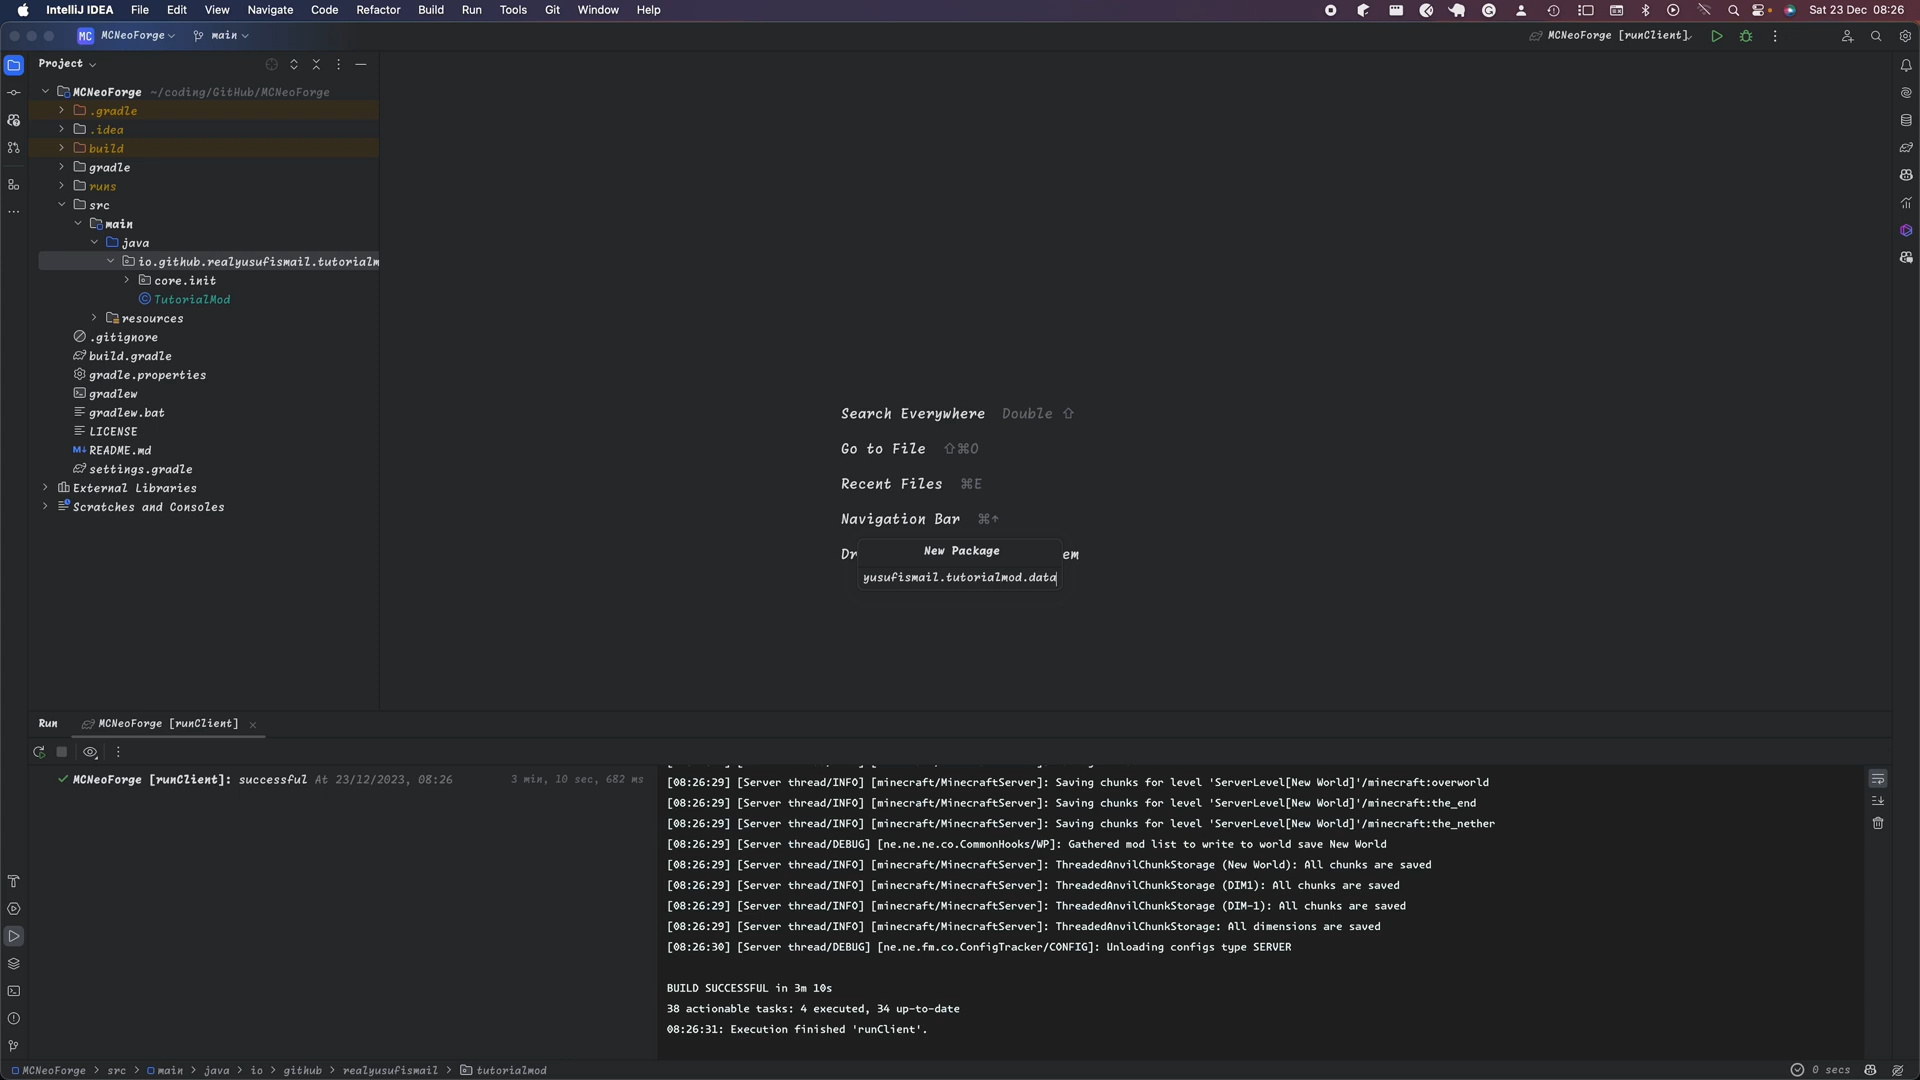 IntelliJ IDEA File Edit View Navigate Code Refactor Build Run Tools Git Window Help Sat 23 Dec 08:26
MC MCNeoForge main MCNeoForge [runClient]
Project
MCNeoForge ~/coding/GitHub/MCNeoForge
.gradle
.idea
build
gradle
runs
src
main
java
io.github.realyusufismail.tutorialm
core.init
TutorialMod
resources
.gitignore
build.gradle
gradle.properties
gradlew
gradlew.bat
LICENSE
README.md
settings.gradle
External Libraries
Scratches and Consoles
Search Everywhere Double ⇧
Go to File ⇧⌘O
Recent Files ⌘E
Navigation Bar ⌘↑
Dr em
New Package
yusufismail.tutorialmod.data
Run MCNeoForge [runClient]
MCNeoForge [runClient]: successful At 23/12/2023, 08:26 3 min, 10 sec, 682 ms
[08:26:29] [Server thread/INFO] [minecraft/MinecraftServer]: Saving chunks for level 'ServerLevel[New World]'/minecraft:overworld
[08:26:29] [Server thread/INFO] [minecraft/MinecraftServer]: Saving chunks for level 'ServerLevel[New World]'/minecraft:the_end
[08:26:29] [Server thread/INFO] [minecraft/MinecraftServer]: Saving chunks for level 'ServerLevel[New World]'/minecraft:the_nether
[08:26:29] [Server thread/DEBUG] [ne.ne.ne.co.CommonHooks/WP]: Gathered mod list to write to world save New World
[08:26:29] [Server thread/INFO] [minecraft/MinecraftServer]: ThreadedAnvilChunkStorage (New World): All chunks are saved
[08:26:29] [Server thread/INFO] [minecraft/MinecraftServer]: ThreadedAnvilChunkStorage (DIM1): All chunks are saved
[08:26:29] [Server thread/INFO] [minecraft/MinecraftServer]: ThreadedAnvilChunkStorage (DIM-1): All chunks are saved
[08:26:29] [Server thread/INFO] [minecraft/MinecraftServer]: ThreadedAnvilChunkStorage: All dimensions are saved
[08:26:30] [Server thread/DEBUG] [ne.ne.fm.co.ConfigTracker/CONFIG]: Unloading configs type SERVER
BUILD SUCCESSFUL in 3m 10s
38 actionable tasks: 4 executed, 34 up-to-date
08:26:31: Execution finished 'runClient'.
MCNeoForge > src > main > java > io > github > realyusufismail > tutorialmod 0 secs